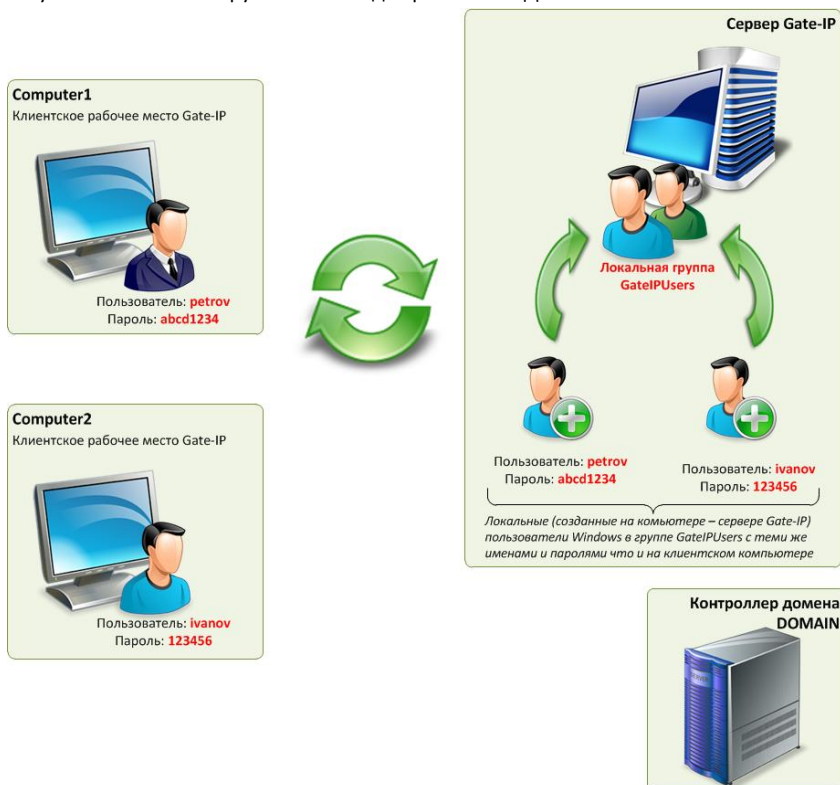 Сервер Gate-IP
Computer1
Клиентское рабочее место Gate-IP
Пользователь: petrov
Пароль: abcd1234
Локальная группа
GateIPUsers
Computer2
Клиентское рабочее место Gate-IP
Пользователь: ivanov
Пароль: 123456
Пользователь: petrov
Пароль: abcd1234
Пользователь: ivanov
Пароль: 123456
Локальные (созданные на комьютере – сервере Gate-IP)
пользователи Windows в группе GateIPUsers с теми же
именами и паролями что и на клиентском компьютере
Контроллер домена
DOMAIN